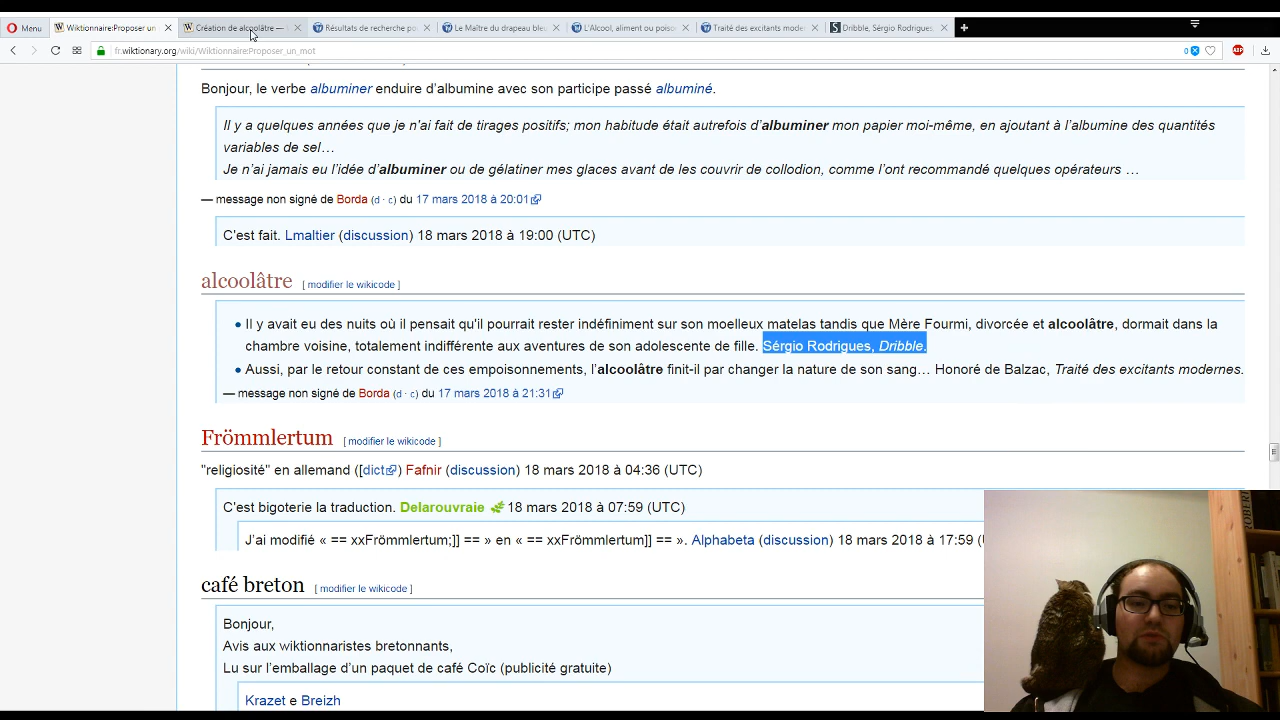 Menu
Wiktionnaire:Proposer un
Création de alcoolâtre —
Résultats de recherche po
Le Maître du drapeau bleu
L'Alcool, aliment ou poiso
Traité des excitants moder
Dribble, Sérgio Rodrigues,
fr.wiktionary.org/wiki/Wiktionnaire:Proposer_un_mot
0
ABP
Bonjour, le verbe albuminer enduire d’albumine avec son participe passé albuminé.
Il y a quelques années que je n’ai fait de tirages positifs; mon habitude était autrefois d’albuminer mon papier moi-même, en ajoutant à l’albumine des quantités
variables de sel…
Je n’ai jamais eu l’idée d’albuminer ou de gélatiner mes glaces avant de les couvrir de collodion, comme l’ont recommandé quelques opérateurs …
— message non signé de Borda (d · c) du 17 mars 2018 à 20:01
C'est fait. Lmaltier (discussion) 18 mars 2018 à 19:00 (UTC)
alcoolâtre [ modifier le wikicode ]
• Il y avait eu des nuits où il pensait qu'il pourrait rester indéfiniment sur son moelleux matelas tandis que Mère Fourmi, divorcée et alcoolâtre, dormait dans la
chambre voisine, totalement indifférente aux aventures de son adolescente de fille. Sérgio Rodrigues, Dribble.
• Aussi, par le retour constant de ces empoisonnements, l’alcoolâtre finit-il par changer la nature de son sang… Honoré de Balzac, Traité des excitants modernes.
— message non signé de Borda (d · c) du 17 mars 2018 à 21:31
Frömmlertum [ modifier le wikicode ]
"religiosité" en allemand ([dict) Fafnir (discussion) 18 mars 2018 à 04:36 (UTC)
C’est bigoterie la traduction. Delarouvraie 18 mars 2018 à 07:59 (UTC)
J’ai modifié « == xxFrömmlertum;]] == » en « == xxFrömmlertum]] == ». Alphabeta (discussion) 18 mars 2018 à 17:59 (
café breton [ modifier le wikicode ]
Bonjour,
Avis aux wiktionnaristes bretonnants,
Lu sur l’emballage d’un paquet de café Coïc (publicité gratuite)
Krazet e Breizh